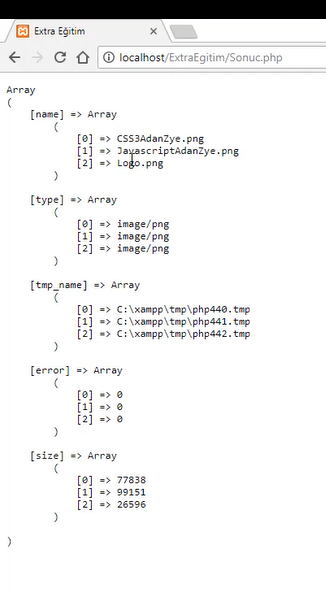 Extra Eğitim
localhost/ExtraEgitim/Sonuc.php
Array
(
    [name] => Array
        (
            [0] => CSS3AdanZye.png
            [1] => JavascriptAdanZye.png
            [2] => Logo.png
        )

    [type] => Array
        (
            [0] => image/png
            [1] => image/png
            [2] => image/png
        )

    [tmp_name] => Array
        (
            [0] => C:\xampp\tmp\php440.tmp
            [1] => C:\xampp\tmp\php441.tmp
            [2] => C:\xampp\tmp\php442.tmp
        )

    [error] => Array
        (
            [0] => 0
            [1] => 0
            [2] => 0
        )

    [size] => Array
        (
            [0] => 77838
            [1] => 99151
            [2] => 26596
        )

)